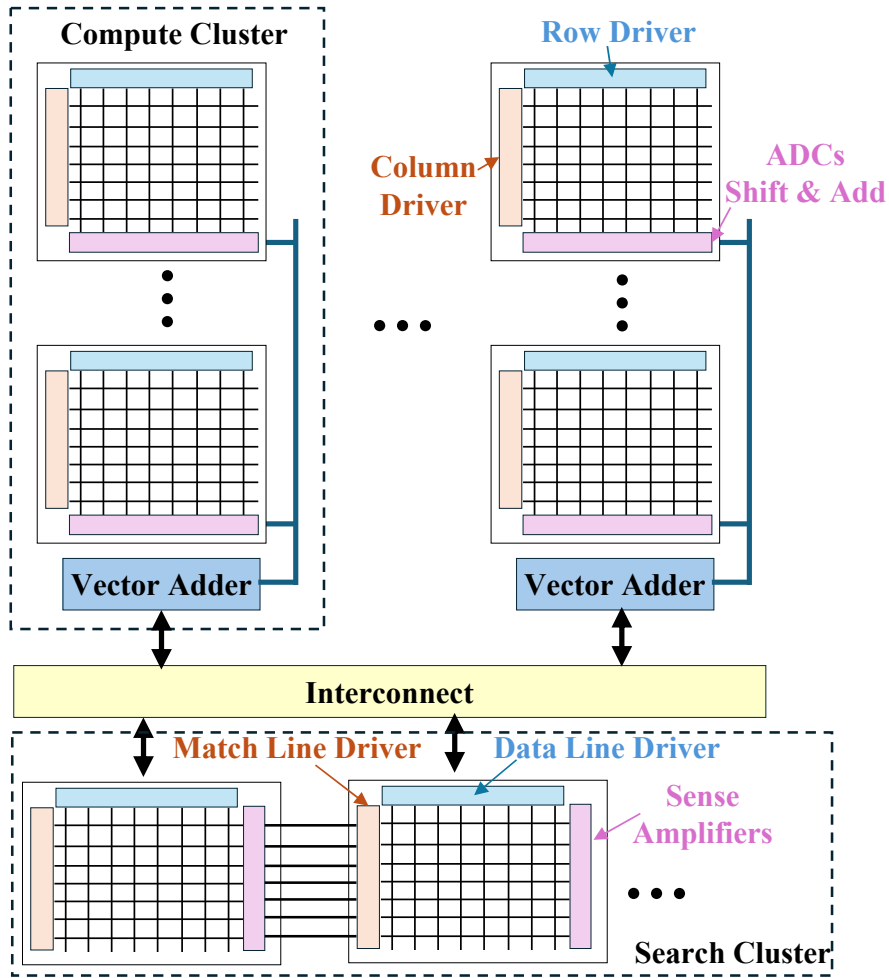 Compute Cluster
Row Driver
Column
Driver
ADCs
Shift & Add
Vector Adder
Vector Adder
Interconnect
Match Line Driver
Data Line Driver
Sense
Amplifiers
Search Cluster